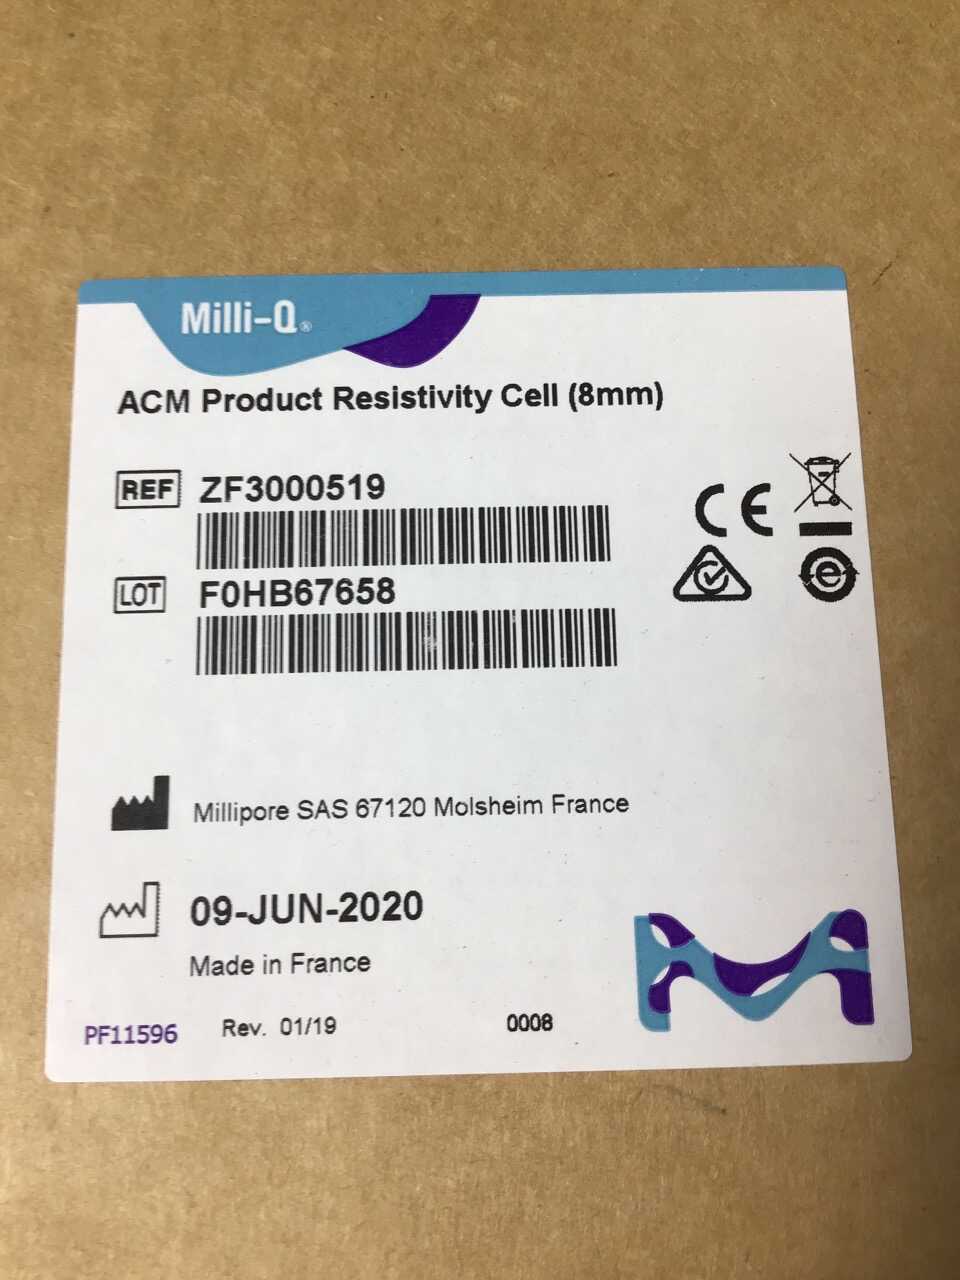 Milli-Q®
ACM Product Resistivity Cell (8mm)
REF ZF3000519
LOT F0HB67658
CE
Millipore SAS 67120 Molsheim France
09-JUN-2020
Made in France
PF11596 Rev. 01/19 0008